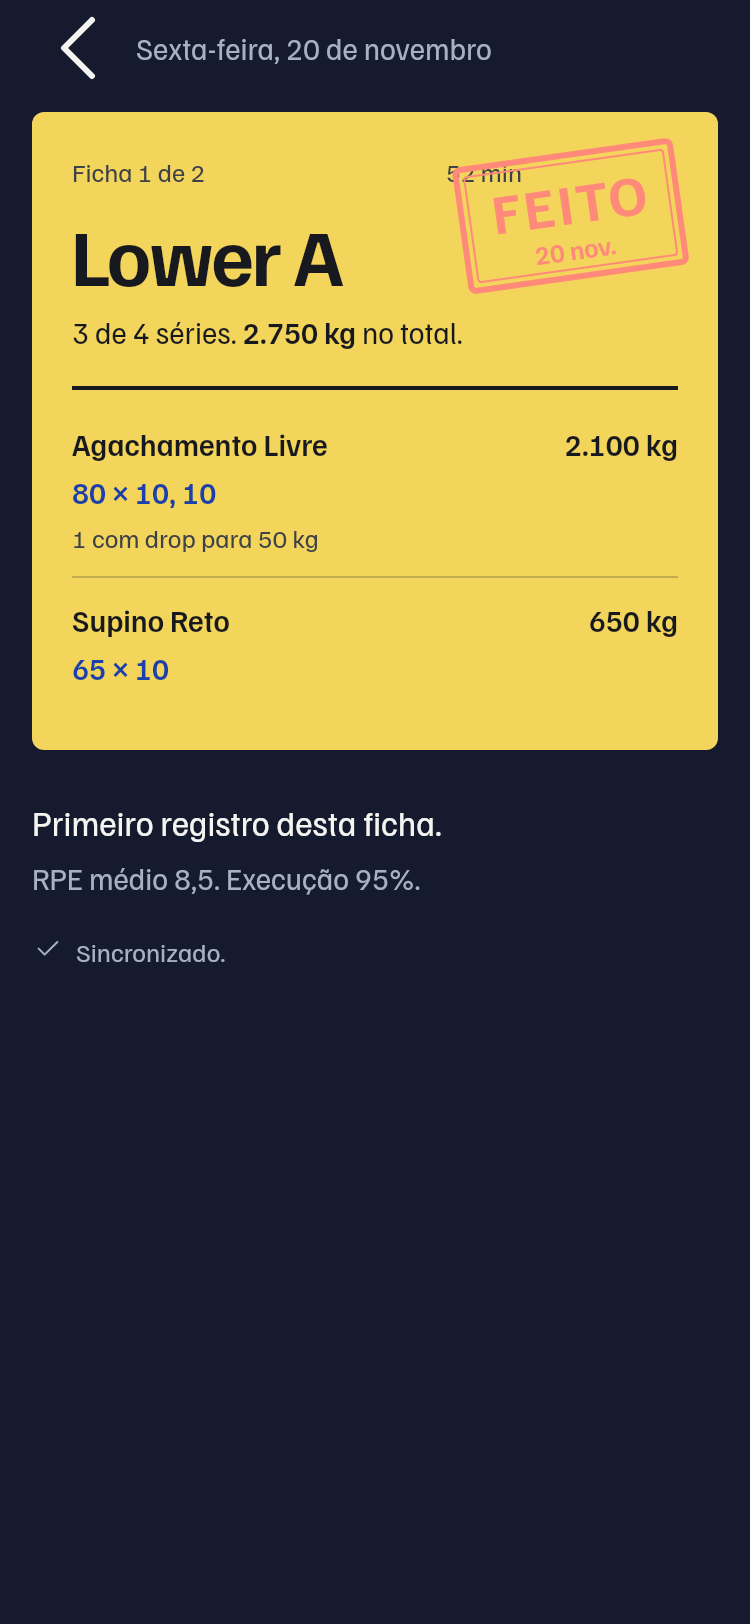 Sexta-feira, 20 de novembro
Ficha 1 de 2
52 min
FEITO
20 nov.
Lower A
3 de 4 séries. 2.750 kg no total.
Agachamento Livre 2.100 kg
80 × 10, 10
1 com drop para 50 kg
Supino Reto 650 kg
65 × 10
Primeiro registro desta ficha.
RPE médio 8,5. Execução 95%.
Sincronizado.